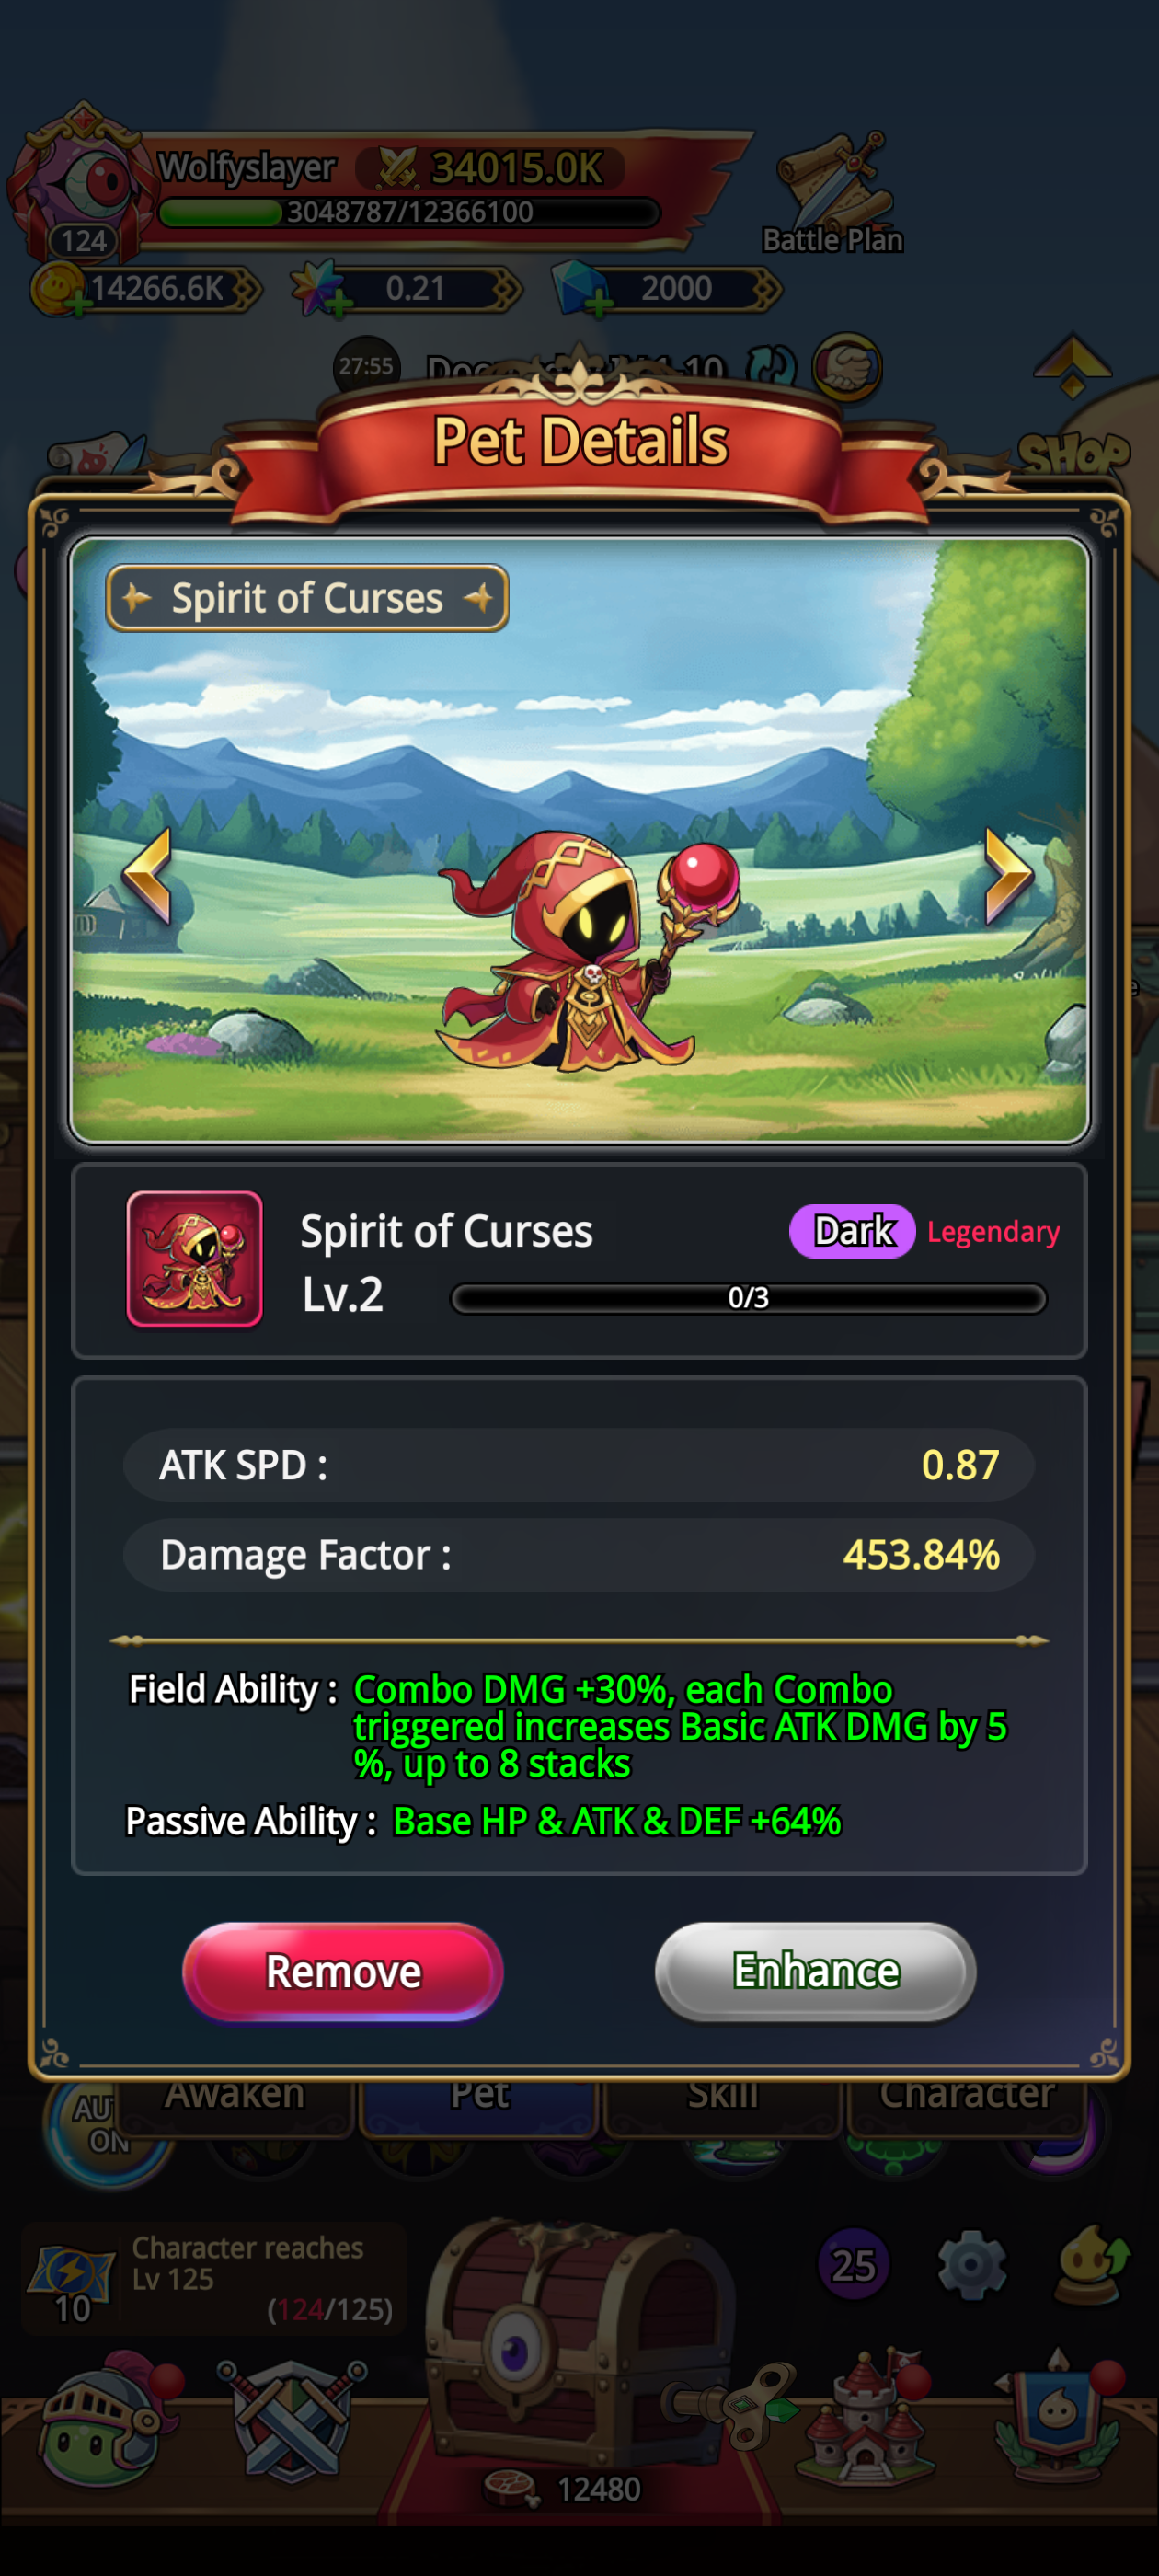 Wolfyslayer
34015.0K
3048787/12366100
124
Battle Plan
14266.6K
0.21
2000
27:55
SHOP
Pet Details
Spirit of Curses
Spirit of Curses
Dark
Legendary
Lv.2
0/3
ATK SPD :
0.87
Damage Factor :
453.84%
Field Ability :
Combo DMG +30%, each Combo
triggered increases Basic ATK DMG by 5
%, up to 8 stacks
Passive Ability :
Base HP & ATK & DEF +64%
Remove
Enhance
Awaken
Pet
Skill
Character
ON
Character reaches
Lv 125
(124/125)
10
25
12480